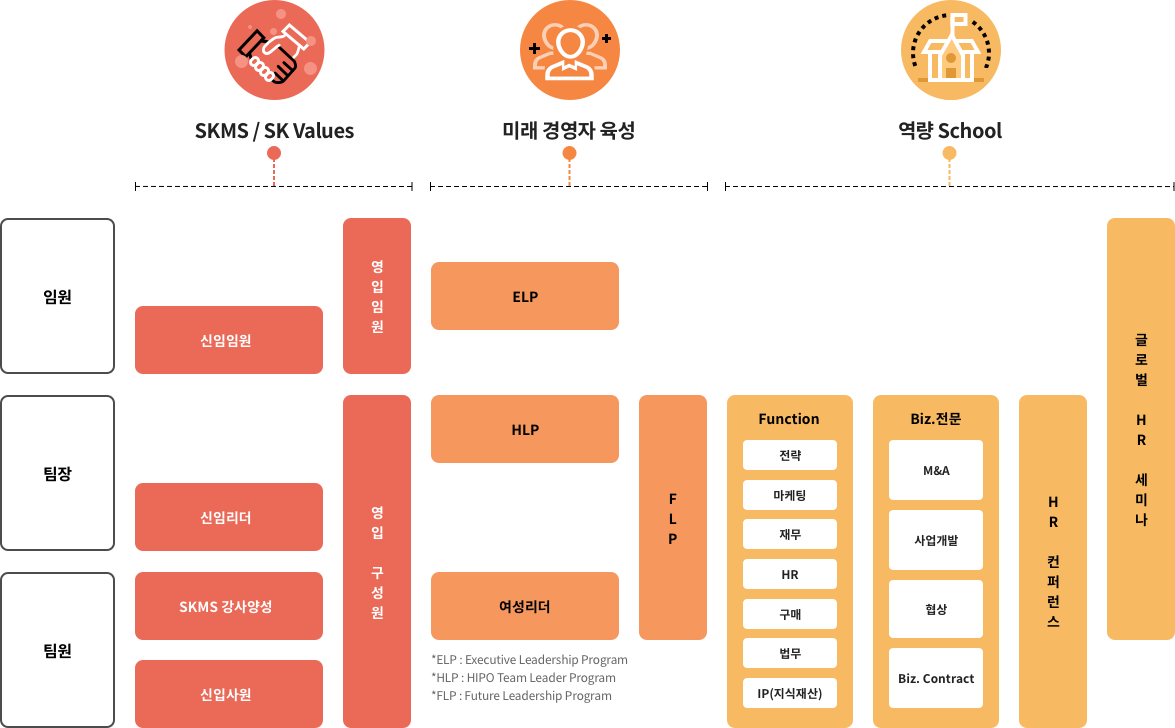 SKMS / SK Values
미래 경영자 육성
역량 School
임원
신임임원
영입임원
ELP
글로벌 HR 세미나
팀장
신임리더
영입 구성원
HLP
FLP
Function
전략
마케팅
재무
HR
구매
법무
IP(지식재산)
Biz.전문
M&A
사업개발
협상
Biz. Contract
HR 컨퍼런스
팀원
SKMS 강사양성
신입사원
여성리더
*ELP : Executive Leadership Program
*HLP : HIPO Team Leader Program
*FLP : Future Leadership Program